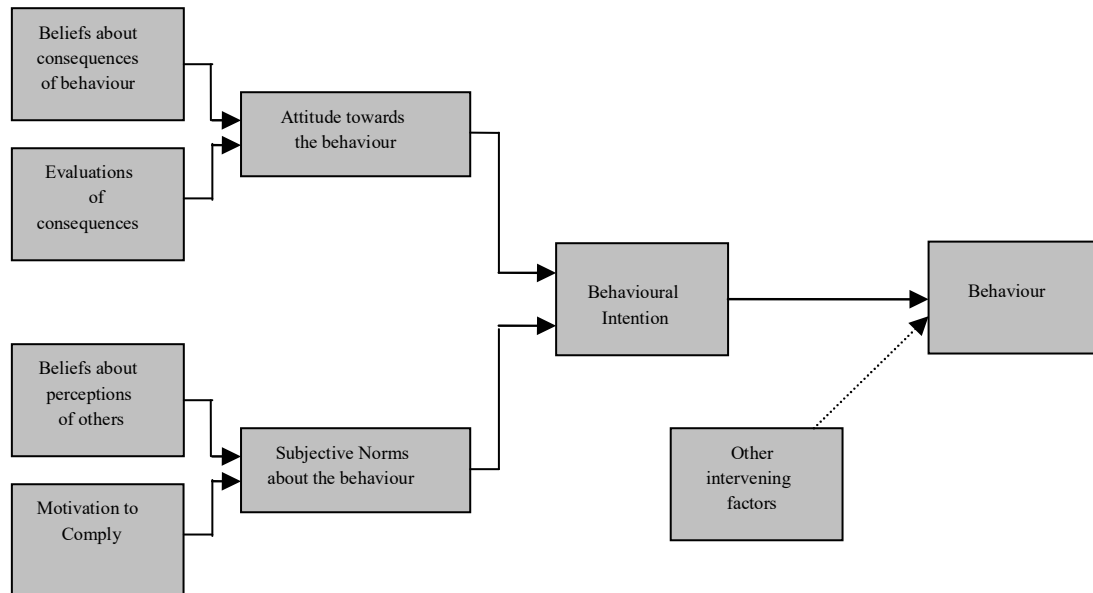 Beliefs about
consequences
of behaviour
Attitude towards
the behaviour
Evaluations
of
consequences
Behavioural
Intention
Behaviour
Beliefs about
perceptions
of others
Subjective Norms
about the behaviour
Other
intervening
factors
Motivation to
Comply